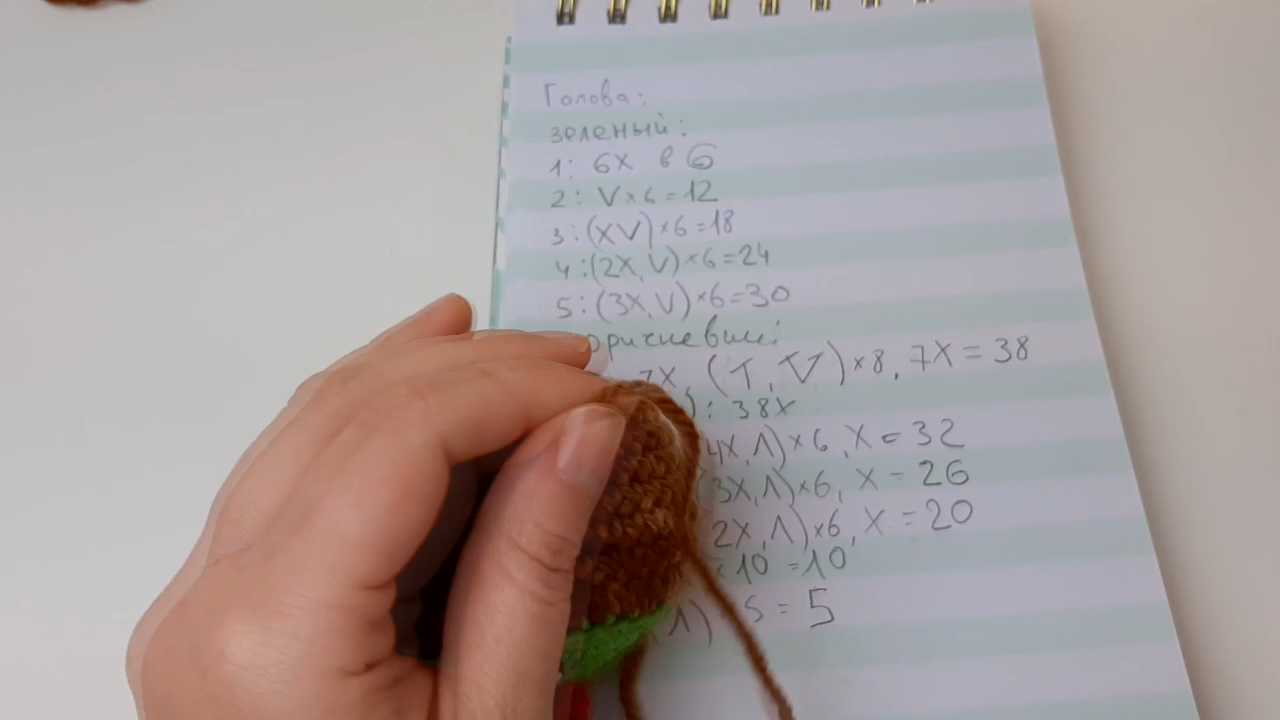 Голова:
зеленый:
1: 6X в 6
2: V×6=12
3:(XV)×6=18
4:(2X,V)×6=24
5:(3X,V)×6=30
7X, (T, V)×8, 7X = 38
): 38X
4X,Λ)×6,X = 32
3X,Λ)×6, X = 26
2X,Λ)×6, X = 20
×10 =10
(Λ) 5 = 5